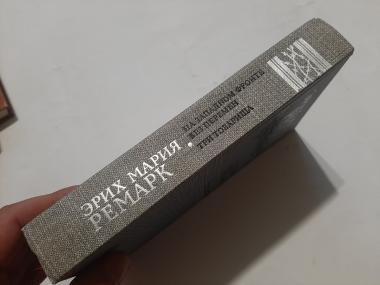 ЭРИХ МАРИЯ
РЕМАРК
НА ЗАПАДНОМ ФРОНТЕ
БЕЗ ПЕРЕМЕН
ТРИ ТОВАРИЩА